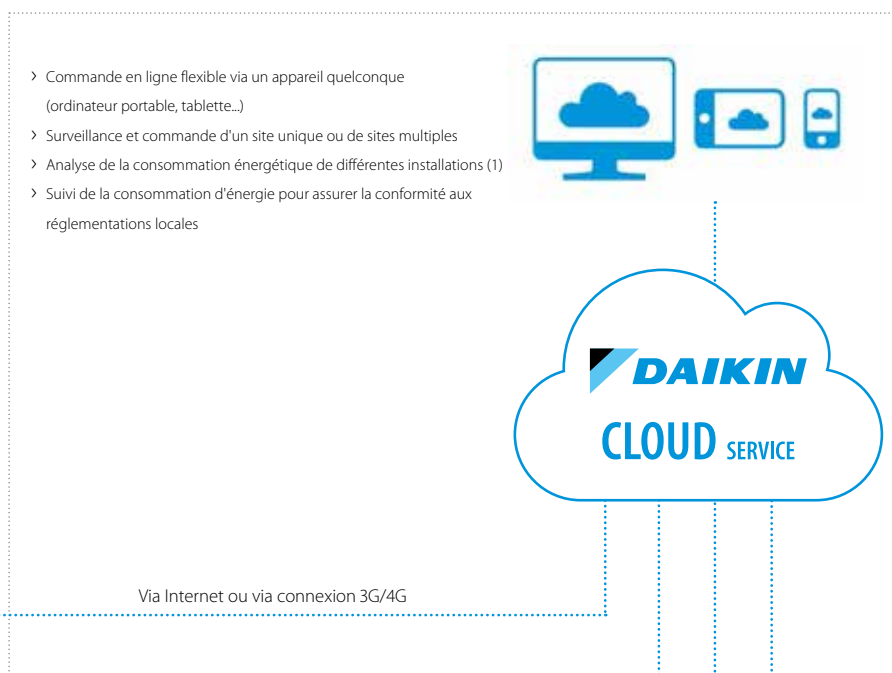 › Commande en ligne flexible via un appareil quelconque
(ordinateur portable, tablette...)
› Surveillance et commande d'un site unique ou de sites multiples
› Analyse de la consommation énergétique de différentes installations (1)
› Suivi de la consommation d'énergie pour assurer la conformité aux
réglementations locales
DAIKIN
CLOUD SERVICE
Via Internet ou via connexion 3G/4G